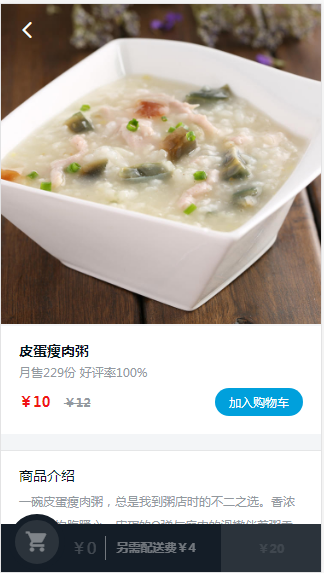 皮蛋瘦肉粥
月售229份 好评率100%
¥10 ¥12
加入购物车
商品介绍
一碗皮蛋瘦肉粥，总是我到粥店时的不二之选。香浓
¥0 另需配送费¥4 ¥20